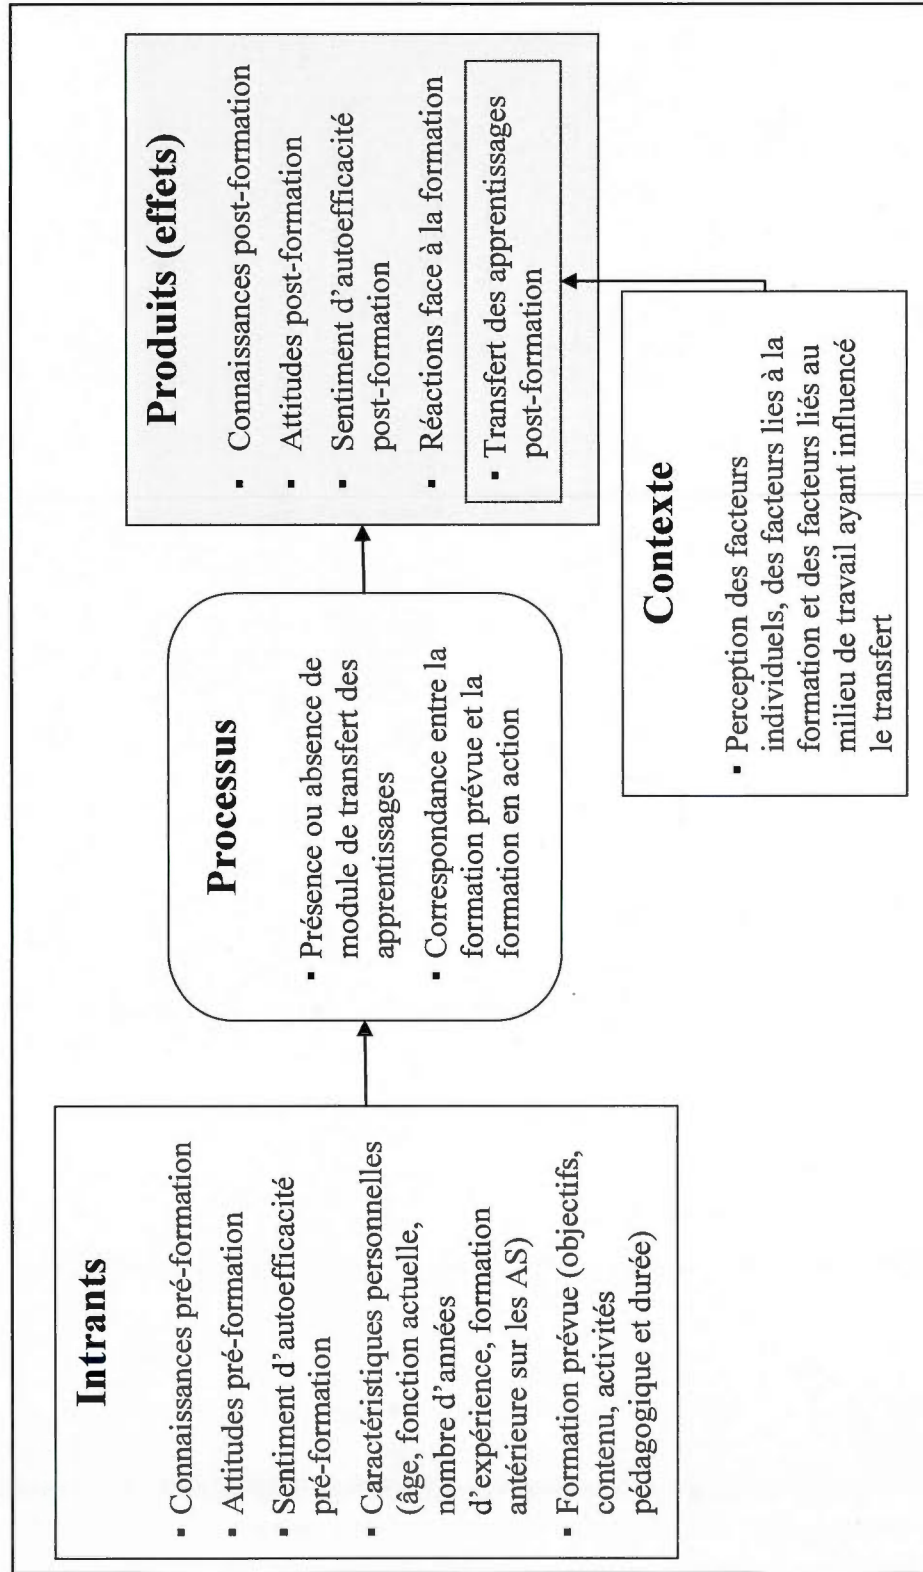 Intrants
▪ Connaissances pré-formation
▪ Attitudes pré-formation
▪ Sentiment d'autoefficacité
pré-formation
▪ Caractéristiques personnelles
(âge, fonction actuelle,
nombre d'années
d'expérience, formation
antérieure sur les AS)
▪ Formation prévue (objectifs,
contenu, activités
pédagogique et durée)
Processus
▪ Présence ou absence de
module de transfert des
apprentissages
▪ Correspondance entre la
formation prévue et la
formation en action
Produits (effets)
▪ Connaissances post-formation
▪ Attitudes post-formation
▪ Sentiment d'autoefficacité
post-formation
▪ Réactions face à la formation
▪ Transfert des apprentissages
post-formation
Contexte
▪ Perception des facteurs
individuels, des facteurs lies à la
formation et des facteurs liés au
milieu de travail ayant influencé
le transfert